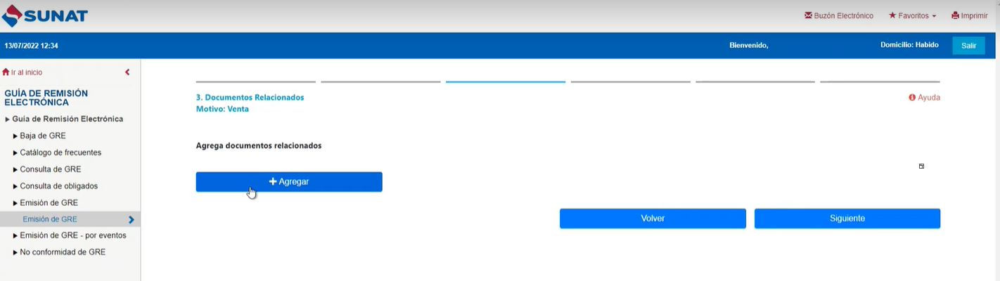 SUNAT
Buzón Electrónico
Favoritos
Imprimir
13/07/2022 12:34
Bienvenido,
Domicilio: Habido
Salir
Ir al inicio
GUÍA DE REMISIÓN
ELECTRÓNICA
Guía de Remisión Electrónica
Baja de GRE
Catálogo de frecuentes
Consulta de GRE
Consulta de obligados
Emisión de GRE
Emisión de GRE
Emisión de GRE - por eventos
No conformidad de GRE
3. Documentos Relacionados
Motivo: Venta
Ayuda
Agrega documentos relacionados
Agregar
Volver
Siguiente